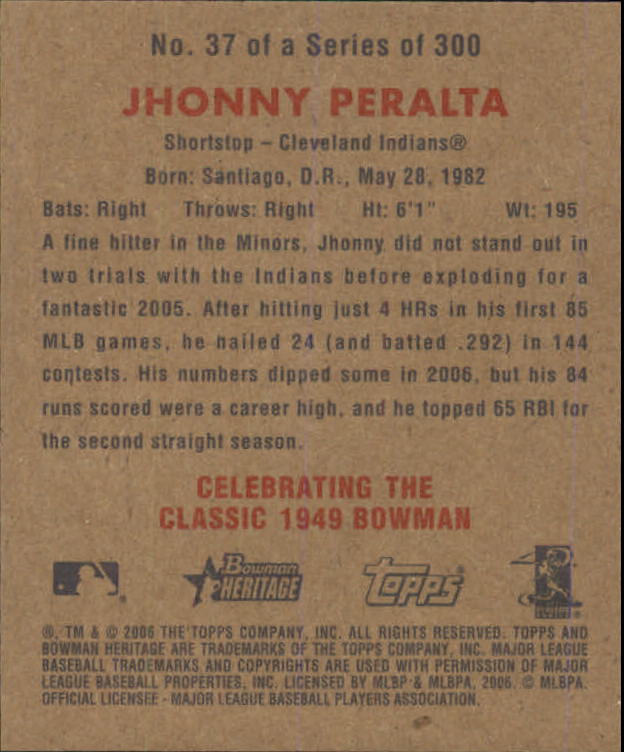 No. 37 of a Series of 300
JHONNY PERALTA
Shortstop – Cleveland Indians®
Born: Santiago, D.R., May 28, 1982
Bats: Right Throws: Right Ht: 6'1" Wt: 195
A fine hitter in the Minors, Jhonny did not stand out in
two trials with the Indians before exploding for a
fantastic 2005. After hitting just 4 HRs in his first 85
MLB games, he nailed 24 (and batted .292) in 144
contests. His numbers dipped some in 2006, but his 84
runs scored were a career high, and he topped 65 RBI for
the second straight season.
CELEBRATING THE
CLASSIC 1949 BOWMAN
Bowman
HERITAGE
topps®
®, TM & © 2006 THE TOPPS COMPANY, INC. ALL RIGHTS RESERVED. TOPPS AND
BOWMAN HERITAGE ARE TRADEMARKS OF THE TOPPS COMPANY, INC. MAJOR LEAGUE
BASEBALL TRADEMARKS AND COPYRIGHTS ARE USED WITH PERMISSION OF MAJOR
LEAGUE BASEBALL PROPERTIES, INC. LICENSED BY MLBP & MLBPA, 2006. © MLBPA.
OFFICIAL LICENSEE - MAJOR LEAGUE BASEBALL PLAYERS ASSOCIATION.